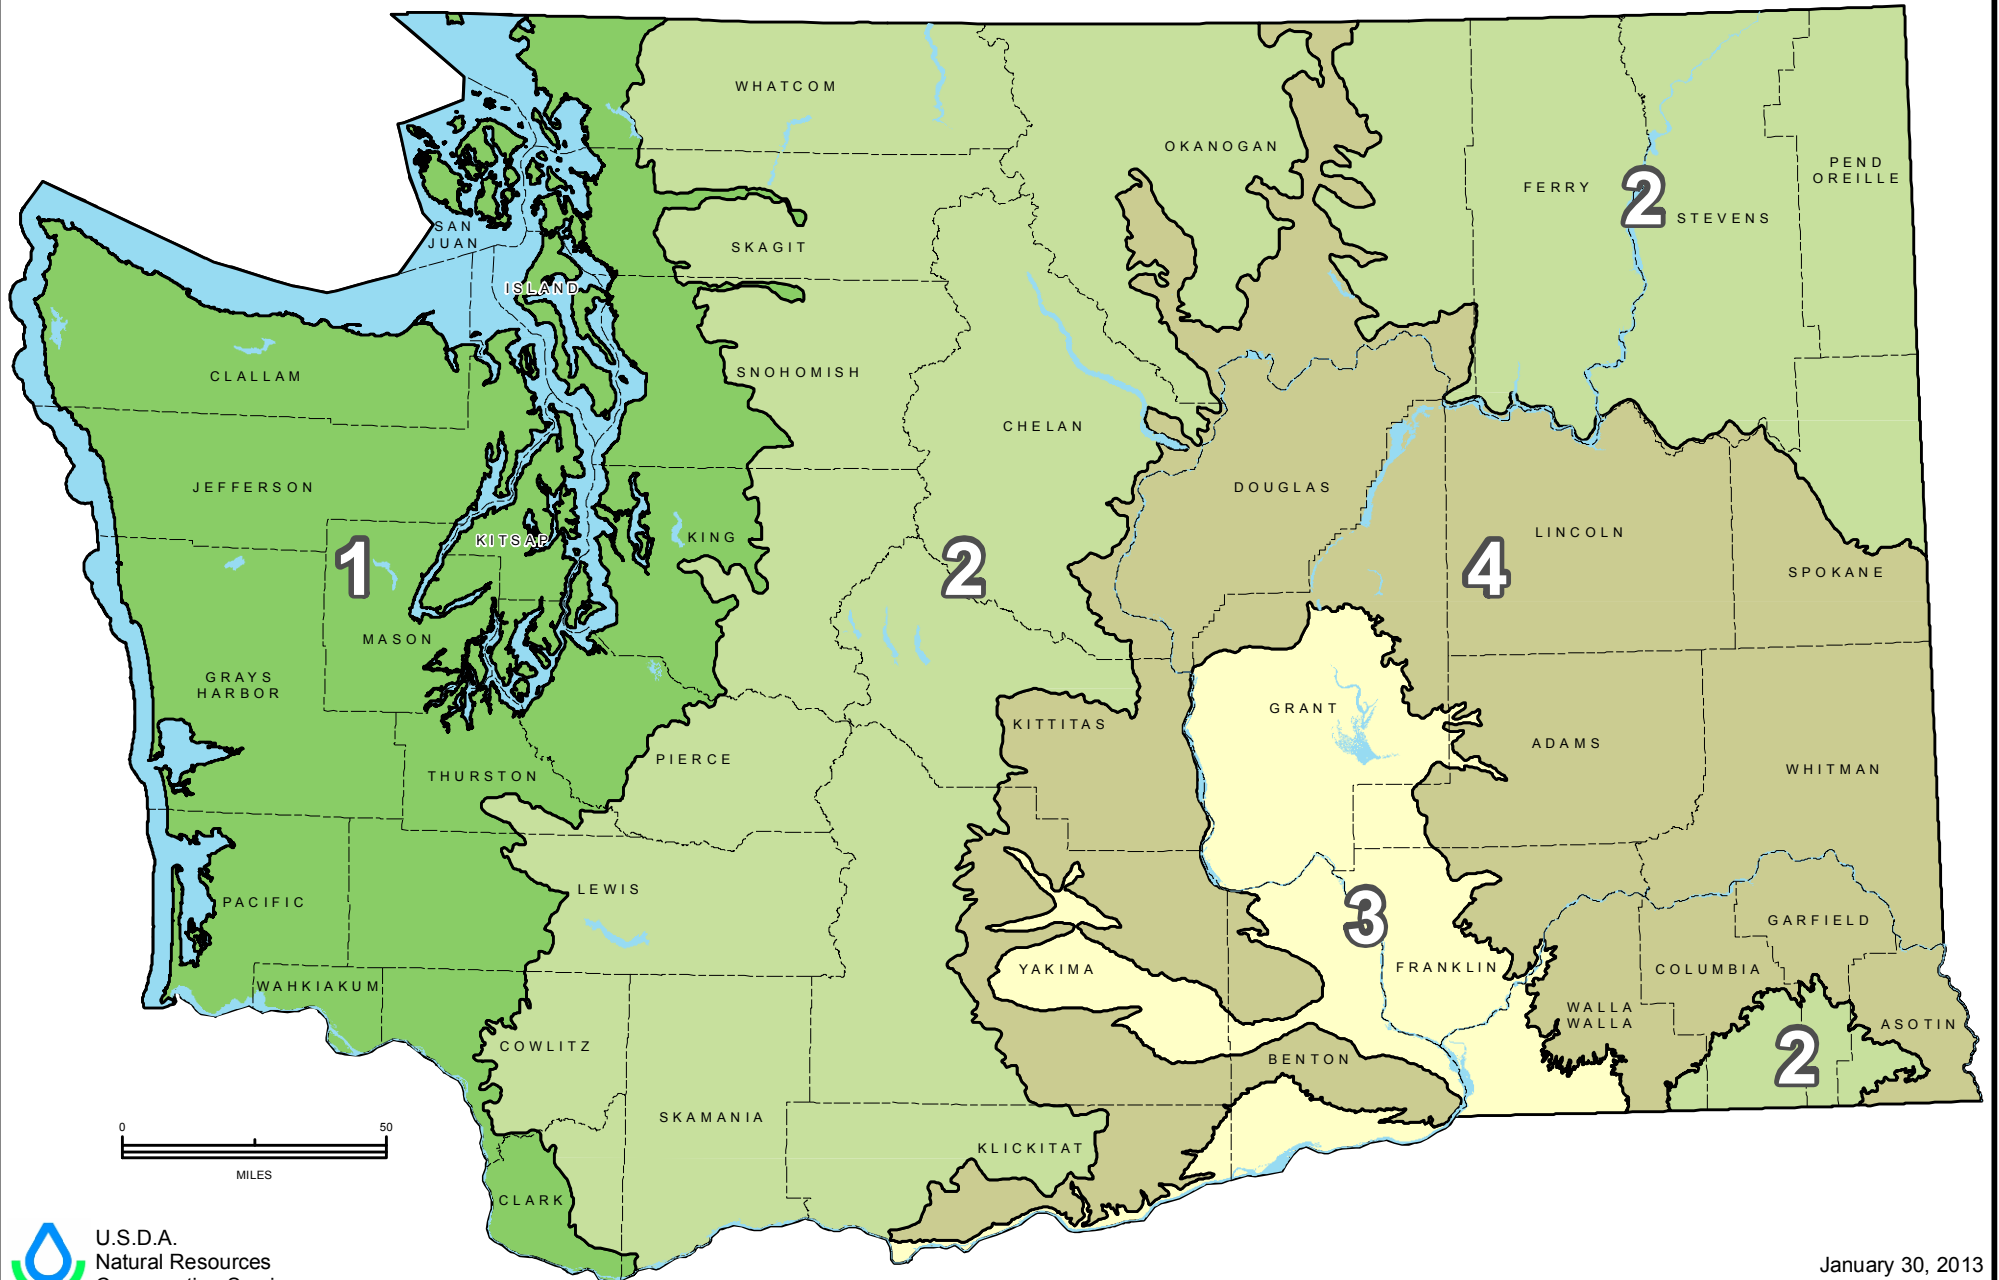 WHATCOM
OKANOGAN
PEND
OREILLE
FERRY
2
STEVENS
SAN
JUAN
SKAGIT
ISLAND
CLALLAM
SNOHOMISH
CHELAN
JEFFERSON
DOUGLAS
LINCOLN
KITSAP
KING
1
2
4
SPOKANE
MASON
GRAYS
HARBOR
GRANT
KITTITAS
ADAMS
PIERCE
WHITMAN
THURSTON
LEWIS
PACIFIC
3
GARFIELD
YAKIMA
FRANKLIN
COLUMBIA
WAHKIAKUM
WALLA
WALLA
ASOTIN
COWLITZ
BENTON
2
SKAMANIA
KLICKITAT
0 50
MILES
CLARK
U.S.D.A.
Natural Resources
January 30, 2013